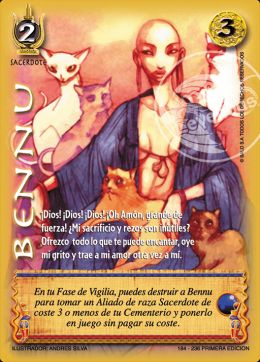 2
3
SACERDOTE
BENNU
¡Dios! ¡Dios! ¡Dios! ¡Oh Amón, grande de
fuerza! ¡Mi sacrificio y rezos son inútiles?
Ofrezco todo lo que te puede encantar, oye
mi grito y trae a mi amor otra vez a mí.
En tu Fase de Vigilia, puedes destruir a Bennu
para tomar un Aliado de raza Sacerdote de
coste 3 o menos de tu Cementerio y ponerlo
en juego sin pagar su coste.
ILUSTRADOR: ANDRES SILVA
184 - 236 PRIMERA EDICION